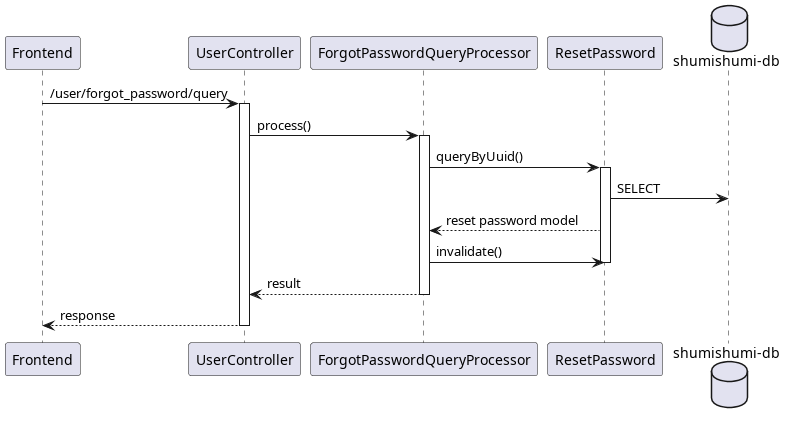 Frontend
UserController
ForgotPasswordQueryProcessor
ResetPassword
shumishumi-db
/user/forgot_password/query
process()
queryByUuid()
SELECT
reset password model
invalidate()
result
response
Frontend
UserController
ForgotPasswordQueryProcessor
ResetPassword
shumishumi-db